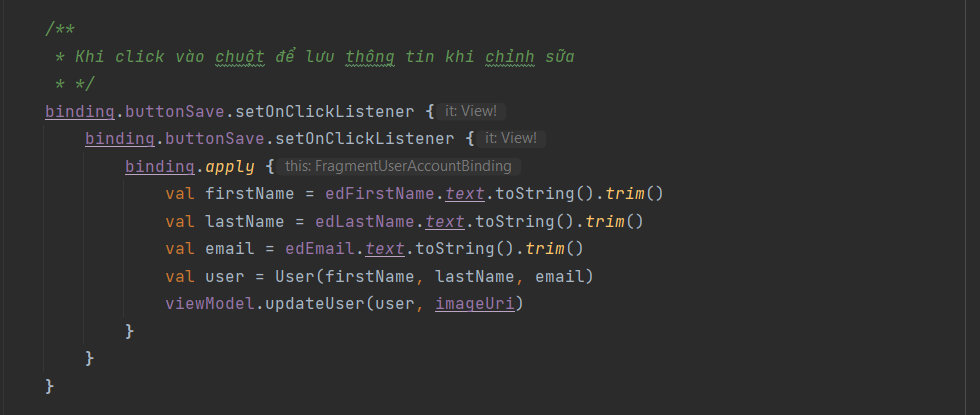 /**
* Khi click vào chuột để lưu thông tin khi chỉnh sữa
* */
binding.buttonSave.setOnClickListener { it: View!
binding.buttonSave.setOnClickListener { it: View!
binding.apply { this: FragmentUserAccountBinding
val firstName = edFirstName.text.toString().trim()
val lastName = edLastName.text.toString().trim()
val email = edEmail.text.toString().trim()
val user = User(firstName, lastName, email)
viewModel.updateUser(user, imageUri)
}
}
}